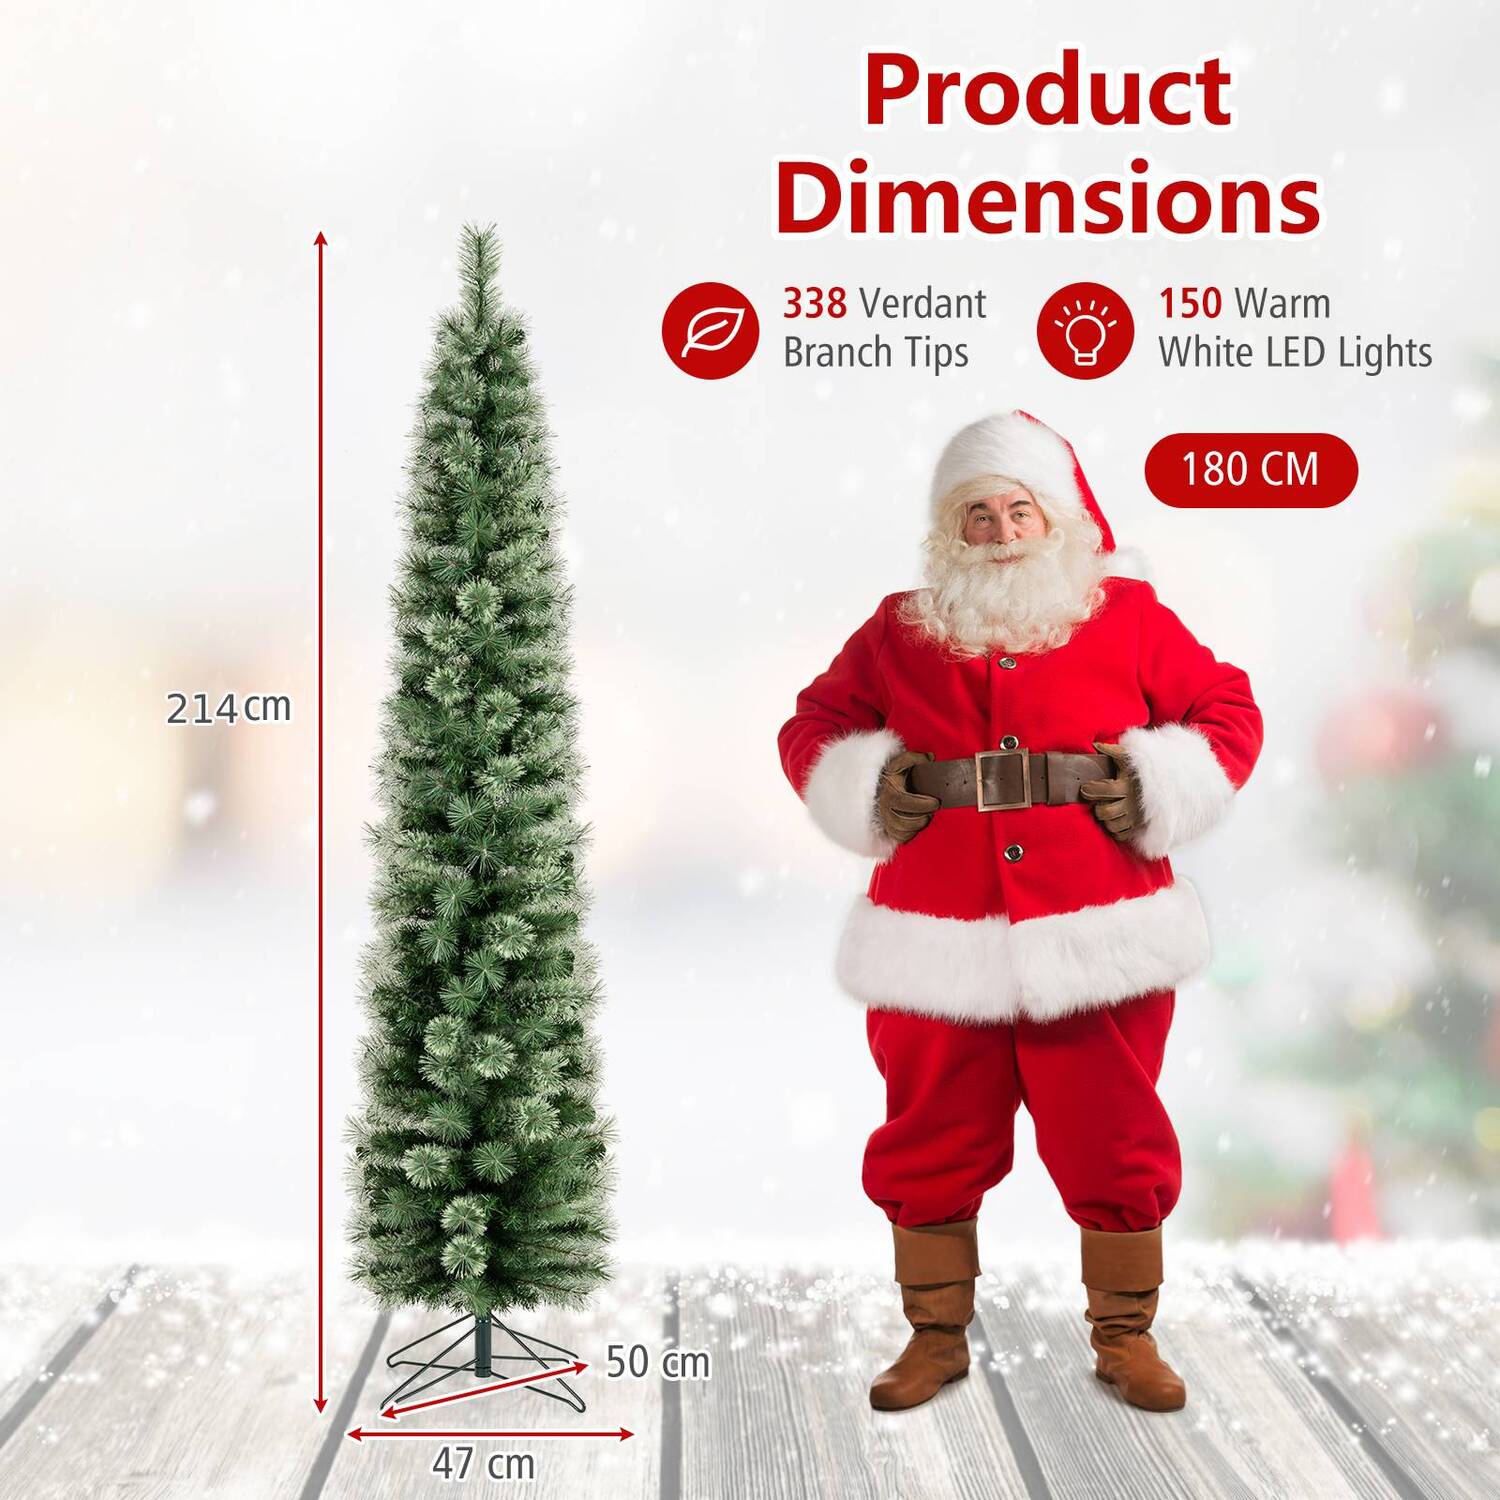 Product
Dimensions
338 Verdant
Branch Tips
150 Warm
White LED Lights
180 CM
214cm
50 cm
47 cm